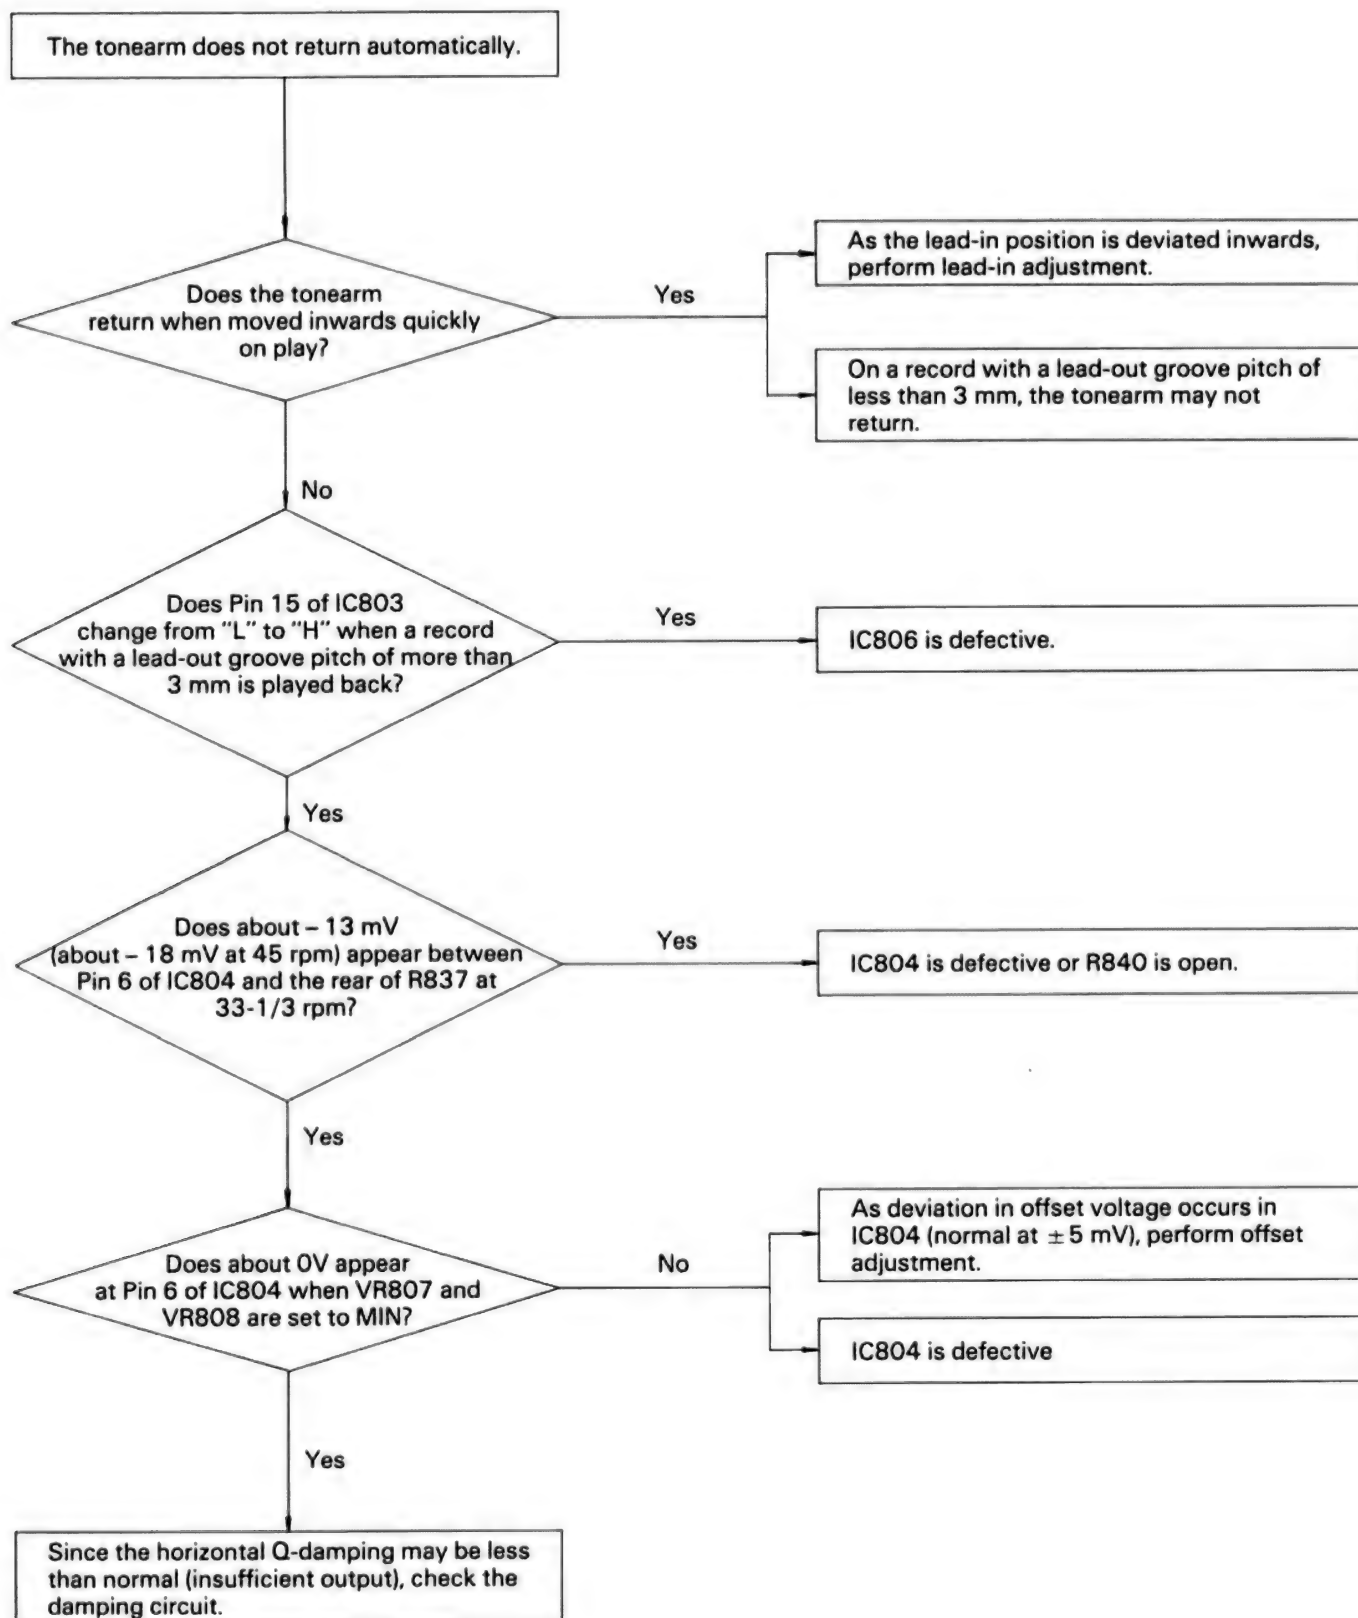 The tonearm does not return automatically.
Does the tonearm
return when moved inwards quickly
on play?
Yes
As the lead-in position is deviated inwards,
perform lead-in adjustment.
On a record with a lead-out groove pitch of
less than 3 mm, the tonearm may not
return.
No
Does Pin 15 of IC803
change from "L" to "H" when a record
with a lead-out groove pitch of more than
3 mm is played back?
Yes
IC806 is defective.
Yes
Does about – 13 mV
(about – 18 mV at 45 rpm) appear between
Pin 6 of IC804 and the rear of R837 at
33-1/3 rpm?
Yes
IC804 is defective or R840 is open.
Yes
Does about 0V appear
at Pin 6 of IC804 when VR807 and
VR808 are set to MIN?
No
As deviation in offset voltage occurs in
IC804 (normal at ± 5 mV), perform offset
adjustment.
IC804 is defective
Yes
Since the horizontal Q-damping may be less
than normal (insufficient output), check the
damping circuit.